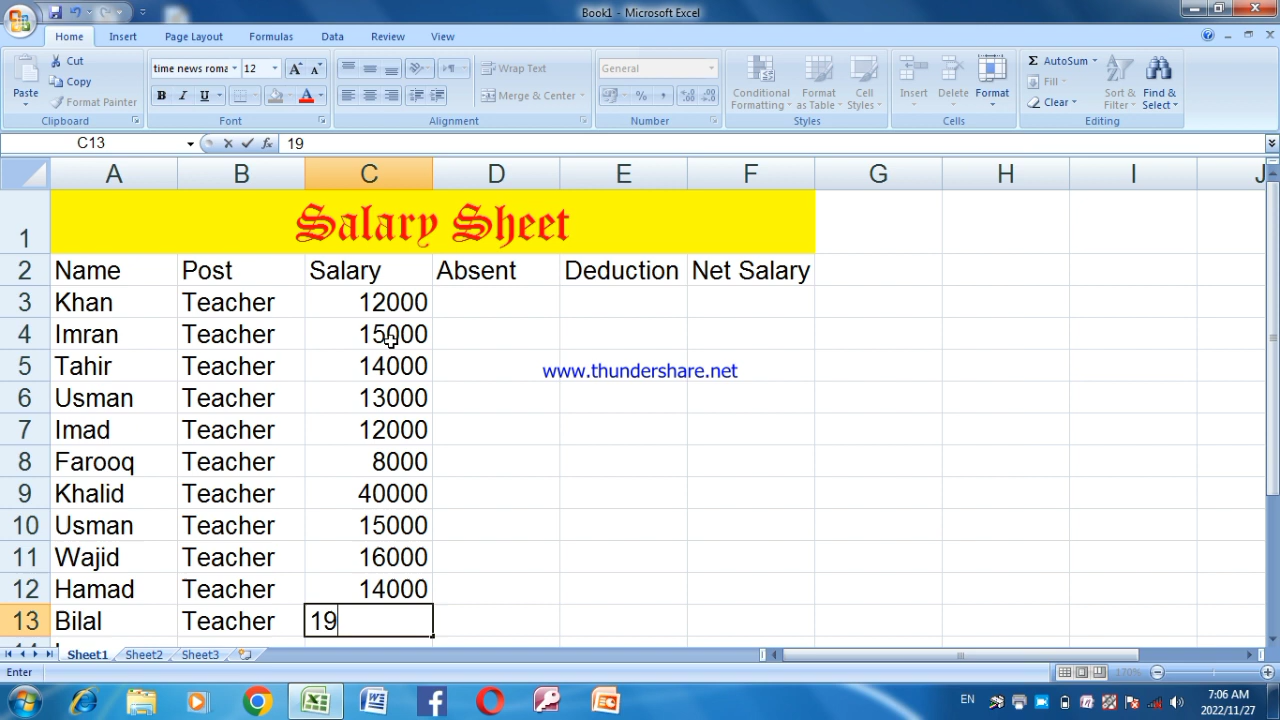 Book1 - Microsoft Excel
Home Insert Page Layout Formulas Data Review View
Paste
Cut
Copy
Format Painter
Clipboard
time news roma 12
B I U
Font
Wrap Text
Merge & Center
Alignment
General
%
Number
Conditional Formatting
Format as Table
Cell Styles
Styles
Insert Delete Format
Cells
Σ AutoSum
Fill
Clear
Sort & Filter
Find & Select
Editing
C13 fx 19
A B C D E F G H I J
1 Salary Sheet
2 Name Post Salary Absent Deduction Net Salary
3 Khan Teacher 12000
4 Imran Teacher 15000
5 Tahir Teacher 14000
www.thundershare.net
6 Usman Teacher 13000
7 Imad Teacher 12000
8 Farooq Teacher 8000
9 Khalid Teacher 40000
10 Usman Teacher 15000
11 Wajid Teacher 16000
12 Hamad Teacher 14000
13 Bilal Teacher 19
Sheet1 Sheet2 Sheet3
Enter 170%
EN 7:06 AM
2022/11/27